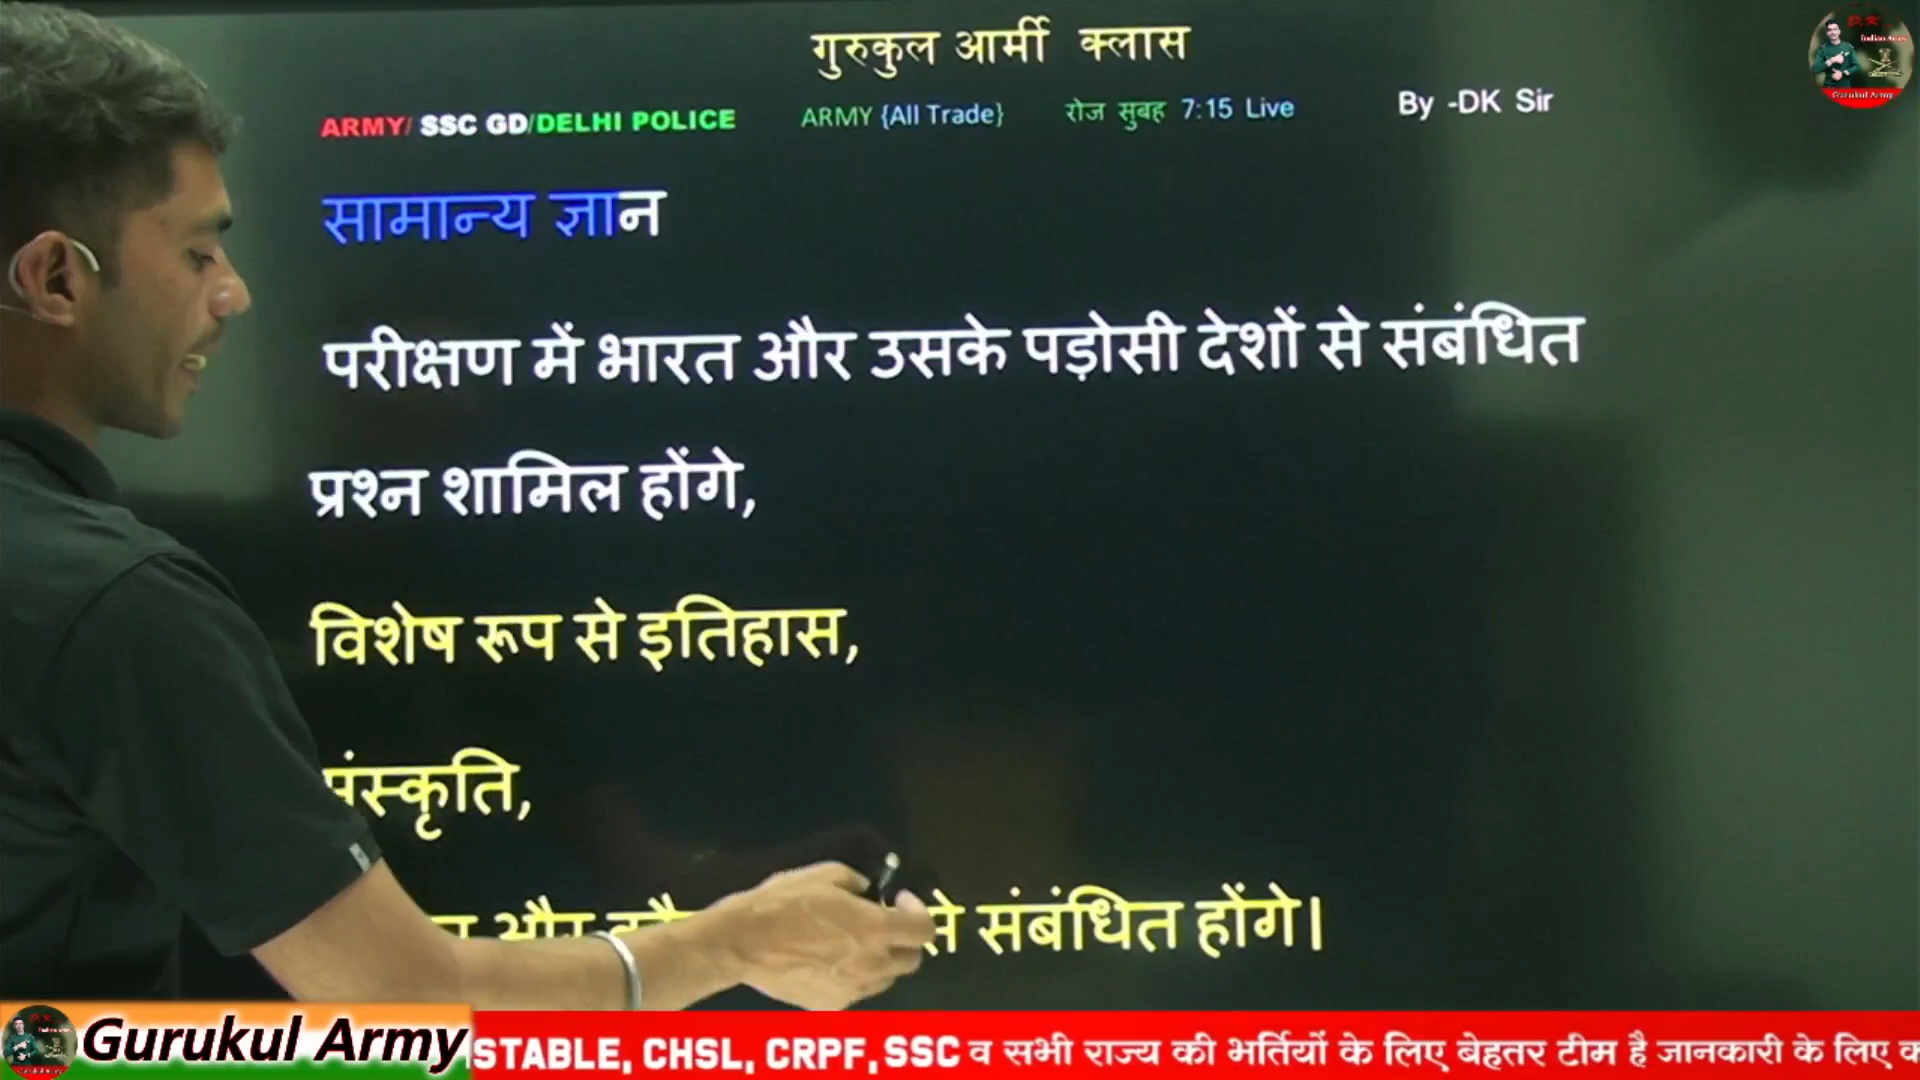 गुरुकुल आर्मी क्लास
ARMY/ SSC GD/DELHI POLICE ARMY {All Trade} रोज सुबह 7:15 Live By -DK Sir
सामान्य ज्ञान
परीक्षण में भारत और उसके पड़ोसी देशों से संबंधित
प्रश्न शामिल होंगे,
विशेष रूप से इतिहास,
संस्कृति,
और से संबंधित होंगे।
Gurukul Army STABLE, CHSL, CRPF, SSC व सभी राज्य की भर्तियों के लिए बेहतर टीम है जानकारी के लिए